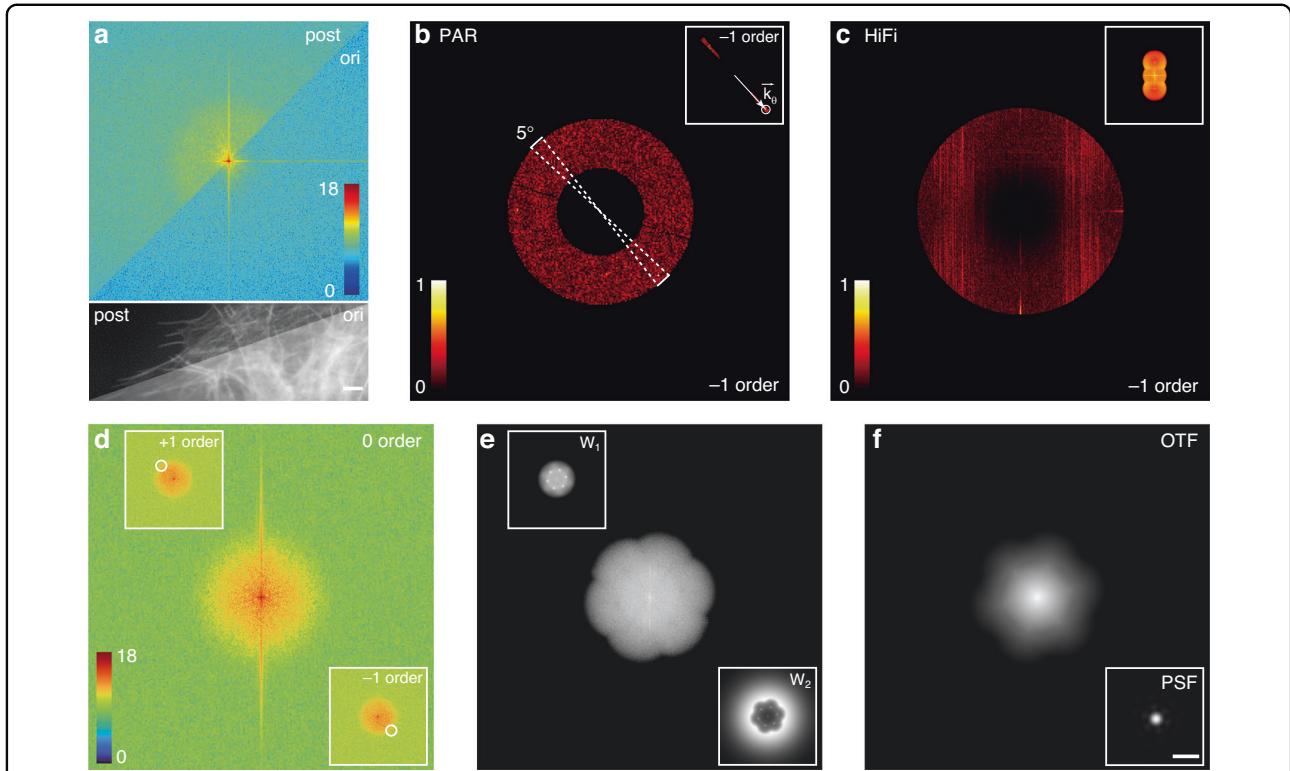 a
post
ori
18
0
post
ori
b PAR
–1 order
k⃗θ
5°
1
0
–1 order
c HiFi
1
0
–1 order
d
+1 order
0 order
18
0
–1 order
e
W₁
W₂
f
OTF
PSF